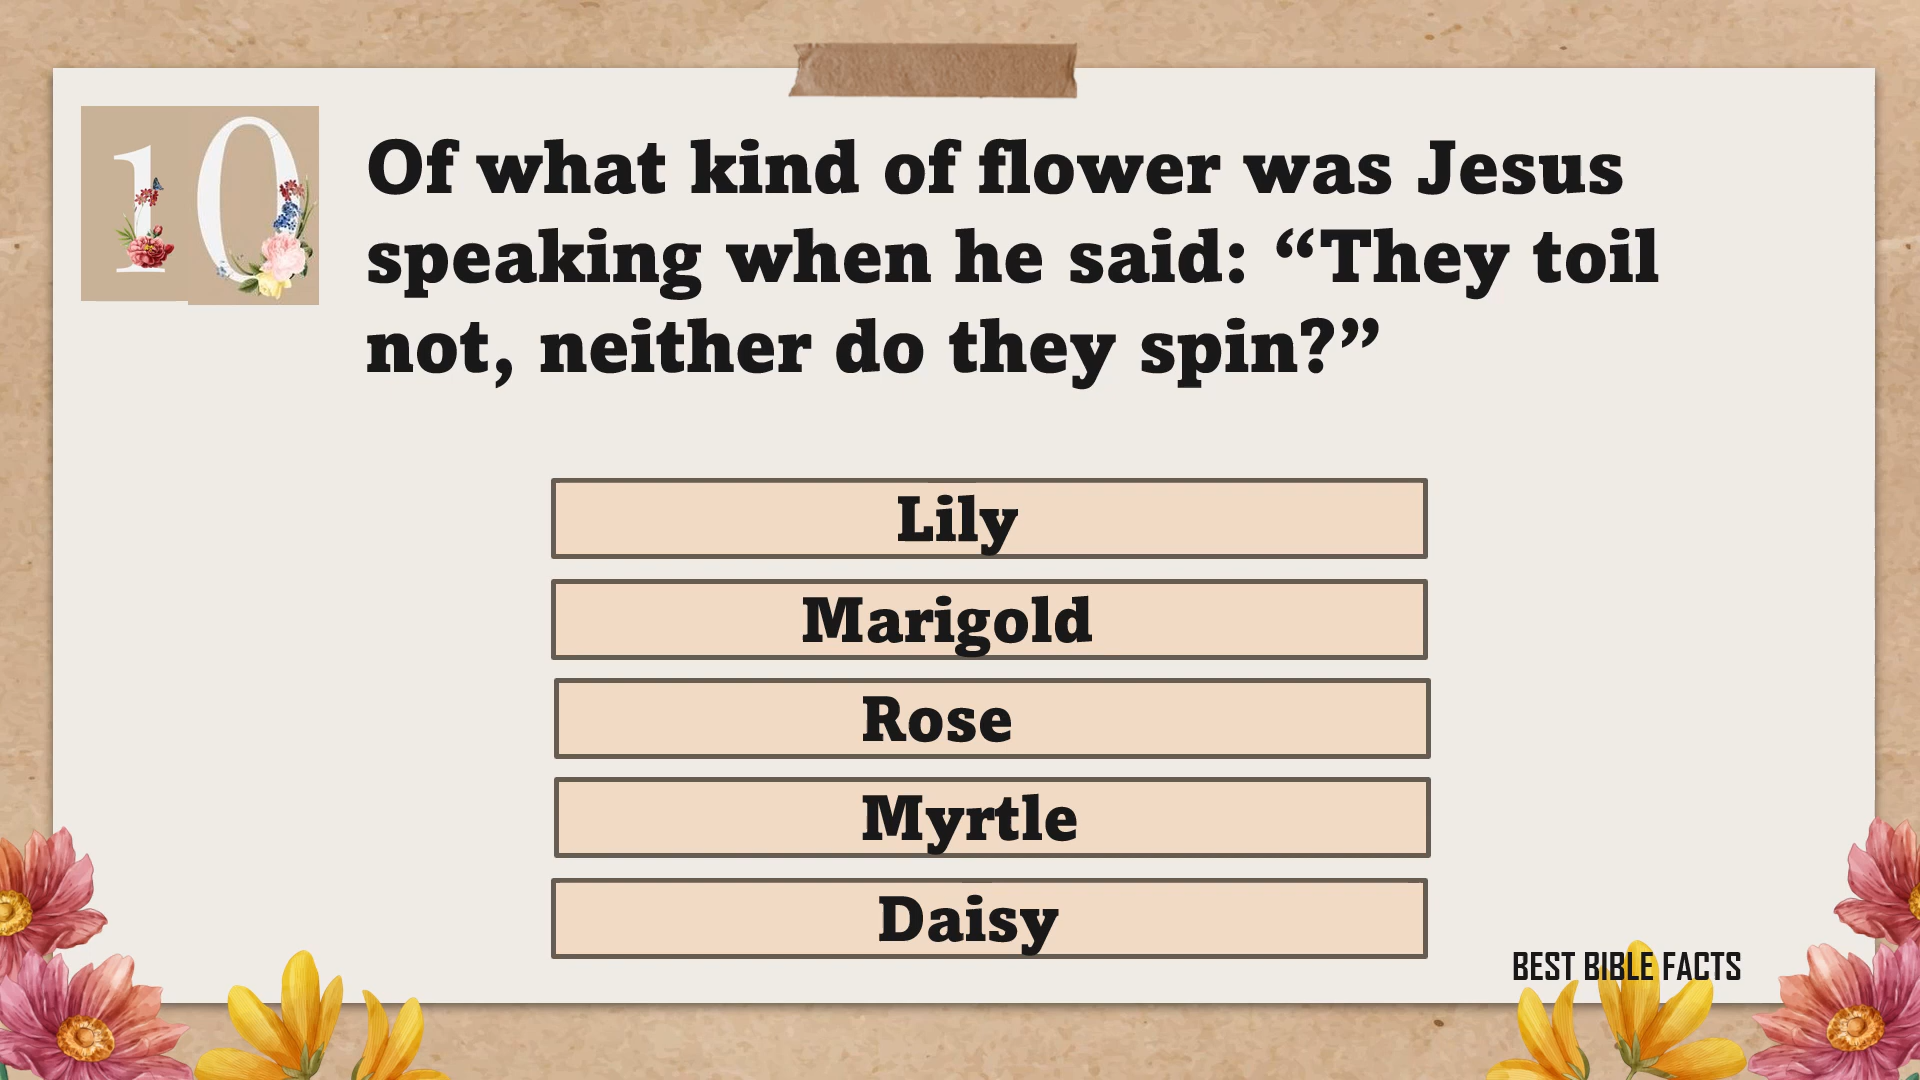 10
Of what kind of flower was Jesus
speaking when he said: “They toil
not, neither do they spin?”
Lily
Marigold
Rose
Myrtle
Daisy
BEST BIBLE FACTS